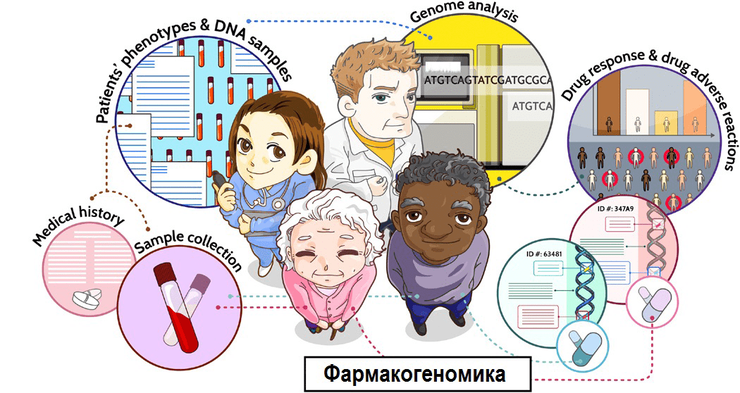 Patients' phenotypes & DNA samples
Genome analysis
ATGTCAGTATCGATGCGCA
ATGTCA
Drug response & drug adverse reactions
Medical history
Sample collection
ID #: 347A9
ID #: 63481
Фармакогеномика